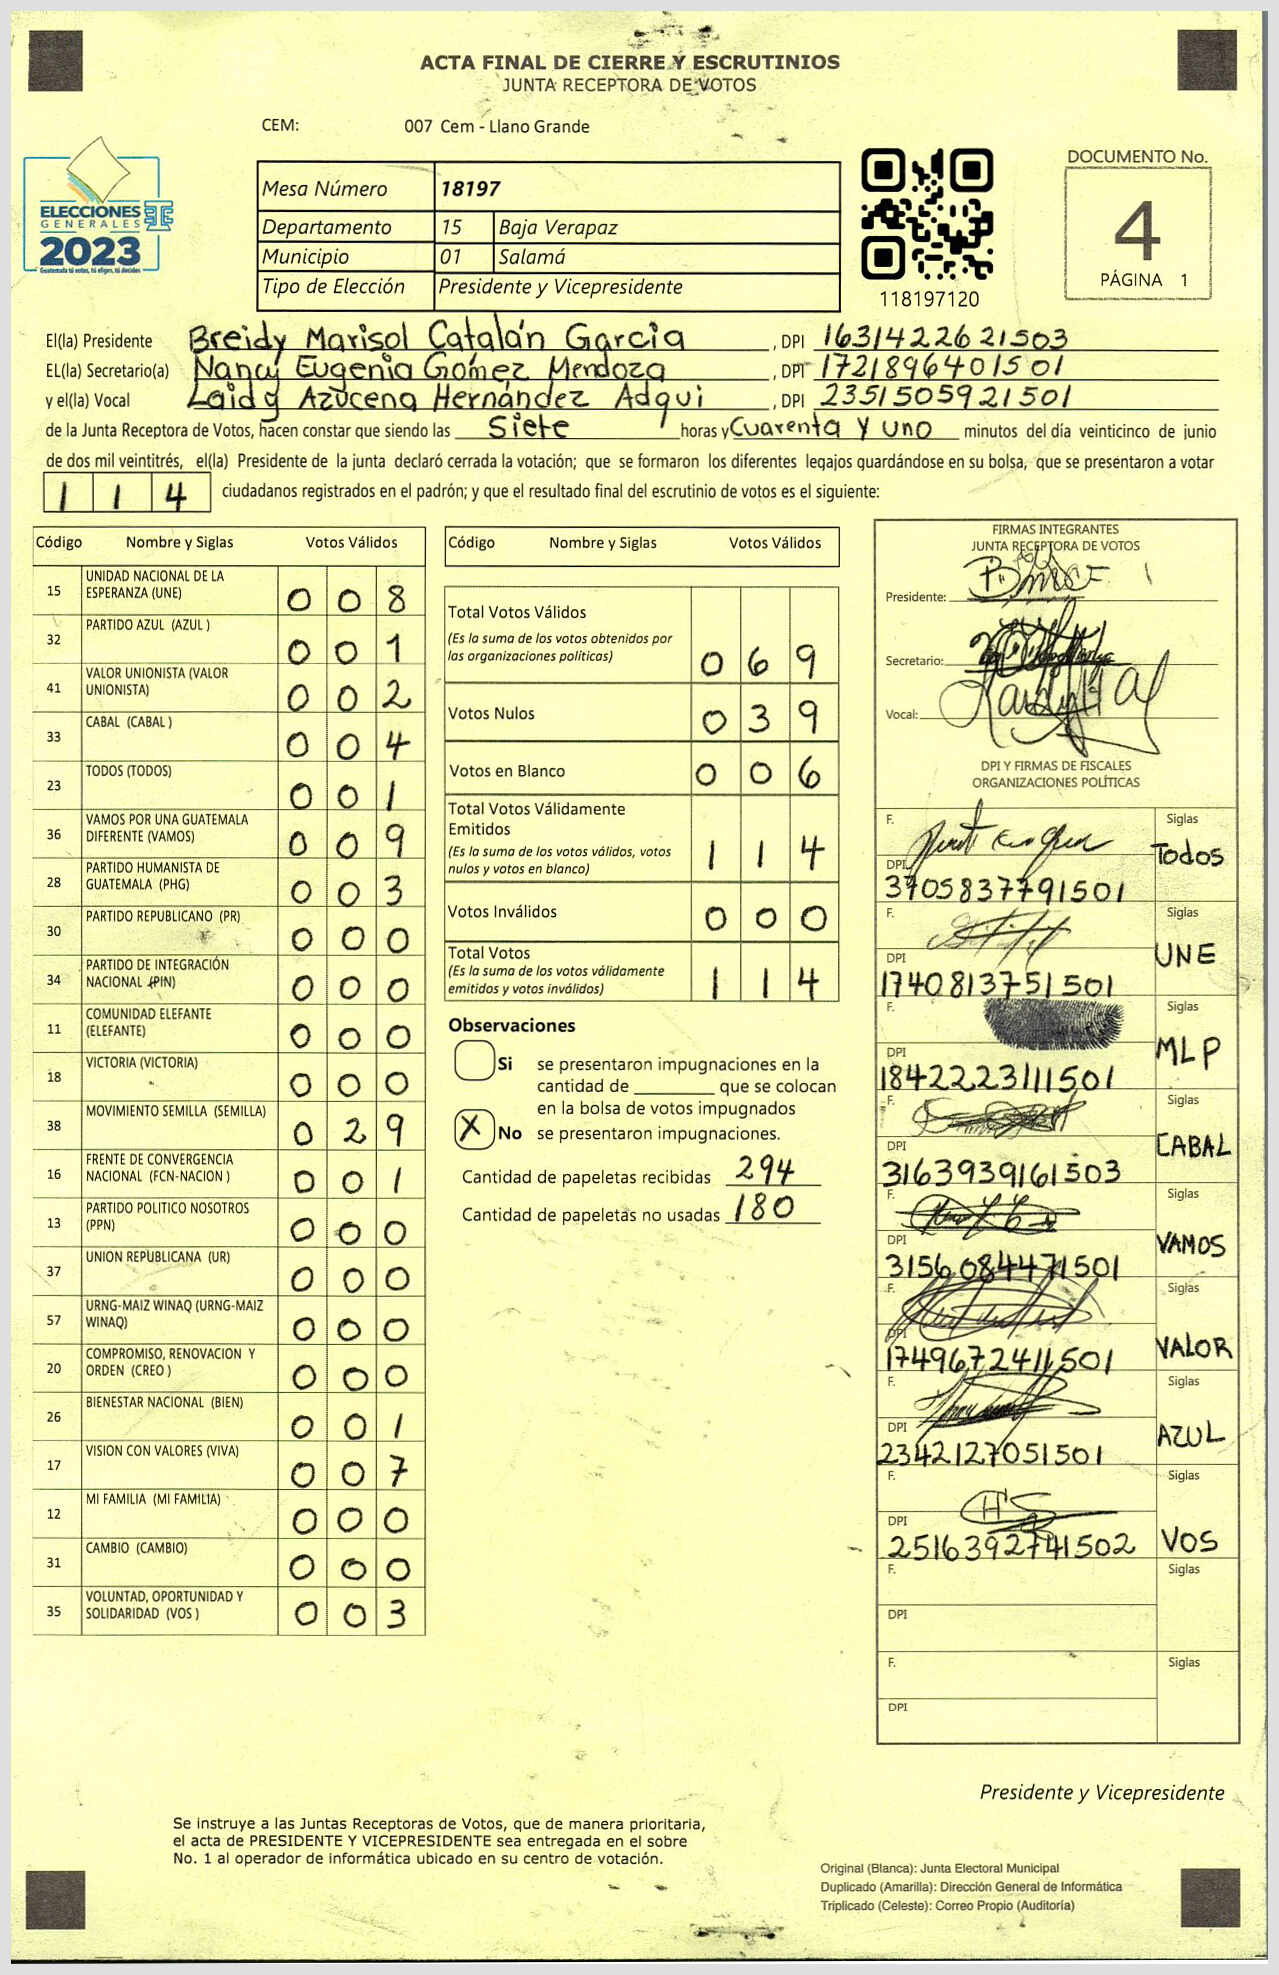 ACTA FINAL DE CIERRE Y ESCRUTINIOS
JUNTA RECEPTORA DE VOTOS
CEM: 007 Cem - Llano Grande
ELECCIONES
GENERALES
2023
Guatemala tú votas, tú eliges, tú decides
Mesa Número 18197
Departamento 15 Baja Verapaz
Municipio 01 Salamá
Tipo de Elección Presidente y Vicepresidente
118197120
DOCUMENTO No.
4
PÁGINA 1
El(la) Presidente Breidy Marisol Catalán García , DPI 1631422621503
EL(la) Secretario(a) Nancy Eugenia Gómez Mendoza , DPI 1721896401501
y el(la) Vocal Laidy Azucena Hernández Adqui , DPI 2351505921501
de la Junta Receptora de Votos, hacen constar que siendo las Siete horas y Cuarenta y uno minutos del día veinticinco de junio
de dos mil veintitrés, el(la) Presidente de la junta declaró cerrada la votación; que se formaron los diferentes legajos guardándose en su bolsa, que se presentaron a votar
114 ciudadanos registrados en el padrón; y que el resultado final del escrutinio de votos es el siguiente:
Código Nombre y Siglas Votos Válidos
15 UNIDAD NACIONAL DE LA ESPERANZA (UNE) 0 0 8
32 PARTIDO AZUL (AZUL ) 0 0 1
41 VALOR UNIONISTA (VALOR UNIONISTA) 0 0 2
33 CABAL (CABAL ) 0 0 4
23 TODOS (TODOS) 0 0 1
36 VAMOS POR UNA GUATEMALA DIFERENTE (VAMOS) 0 0 9
28 PARTIDO HUMANISTA DE GUATEMALA (PHG) 0 0 3
30 PARTIDO REPUBLICANO (PR) 0 0 0
34 PARTIDO DE INTEGRACIÓN NACIONAL (PIN) 0 0 0
11 COMUNIDAD ELEFANTE (ELEFANTE) 0 0 0
18 VICTORIA (VICTORIA) 0 0 0
38 MOVIMIENTO SEMILLA (SEMILLA) 0 2 9
16 FRENTE DE CONVERGENCIA NACIONAL (FCN-NACION ) 0 0 1
13 PARTIDO POLITICO NOSOTROS (PPN) 0 0 0
37 UNION REPUBLICANA (UR) 0 0 0
57 URNG-MAIZ WINAQ (URNG-MAIZ WINAQ) 0 0 0
20 COMPROMISO, RENOVACION Y ORDEN (CREO ) 0 0 0
26 BIENESTAR NACIONAL (BIEN) 0 0 1
17 VISION CON VALORES (VIVA) 0 0 7
12 MI FAMILIA (MI FAMILIA) 0 0 0
31 CAMBIO (CAMBIO) 0 0 0
35 VOLUNTAD, OPORTUNIDAD Y SOLIDARIDAD (VOS ) 0 0 3
Código Nombre y Siglas Votos Válidos
Total Votos Válidos
(Es la suma de los votos obtenidos por
las organizaciones políticas) 0 6 9
Votos Nulos 0 3 9
Votos en Blanco 0 0 6
Total Votos Válidamente
Emitidos
(Es la suma de los votos válidos, votos
nulos y votos en blanco) 1 1 4
Votos Inválidos 0 0 0
Total Votos
(Es la suma de los votos válidamente
emitidos y votos inválidos) 1 1 4
Observaciones
Si se presentaron impugnaciones en la
cantidad de ________ que se colocan
en la bolsa de votos impugnados
X No se presentaron impugnaciones.
Cantidad de papeletas recibidas 294
Cantidad de papeletas no usadas 180
FIRMAS INTEGRANTES
JUNTA RECEPTORA DE VOTOS
Presidente:
Secretario:
Vocal:
DPI Y FIRMAS DE FISCALES
ORGANIZACIONES POLÍTICAS
F. Siglas
DPI 3705837791501 Todos
F. Siglas
DPI 1740813751501 UNE
F. Siglas
DPI 1842223111501 MLP
F. Siglas
DPI 3163939161503 CABAL
F. Siglas
DPI 3156084471501 VAMOS
F. Siglas
DPI 1749672411501 VALOR
F. Siglas
DPI 2342127051501 AZUL
F. Siglas
DPI 2516392741502 VOS
F. Siglas
DPI
F. Siglas
DPI
Presidente y Vicepresidente
Se instruye a las Juntas Receptoras de Votos, que de manera prioritaria,
el acta de PRESIDENTE Y VICEPRESIDENTE sea entregada en el sobre
No. 1 al operador de informática ubicado en su centro de votación.
Original (Blanca): Junta Electoral Municipal
Duplicado (Amarilla): Dirección General de Informática
Triplicado (Celeste): Correo Propio (Auditoría)